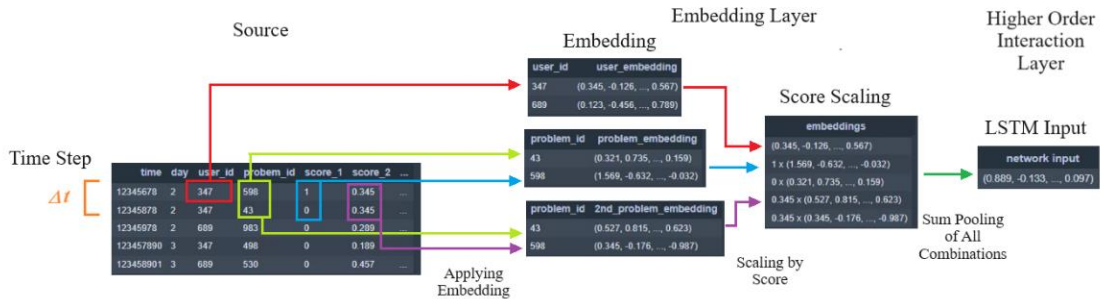 Source
Embedding Layer
Higher Order
Interaction
Layer
Embedding
user_id user_embedding
347 (0.345, -0.126, ..., 0.567)
689 (0.123, -0.456, ..., 0.789)
Score Scaling
embeddings
(0.345, -0.126, ..., 0.567)
1 x (1.569, -0.632, ..., -0.032)
0 x (0.321, 0.735, ..., 0.159)
0.345 x (0.527, 0.815, ..., 0.623)
0.345 x (0.345, -0.176, ..., -0.987)
LSTM Input
network input
(0.889, -0.133, ..., 0.097)
problem_id problem_embedding
43 (0.321, 0.735, ..., 0.159)
598 (1.569, -0.632, ..., -0.032)
Time Step
Δt
time day user_id probem_id score_1 score_2 ...
12345678 2 347 598 1 0.345 ...
12345878 2 347 43 0 0.345 ...
12345978 2 689 983 0 0.289 ...
123457890 3 347 498 0 0.189 ...
123458901 3 689 530 0 0.457 ...
problem_id 2nd_problem_embedding
43 (0.527, 0.815, ..., 0.623)
598 (0.345, -0.176, ..., -0.987)
Applying
Embedding
Scaling by
Score
Sum Pooling
of All
Combinations